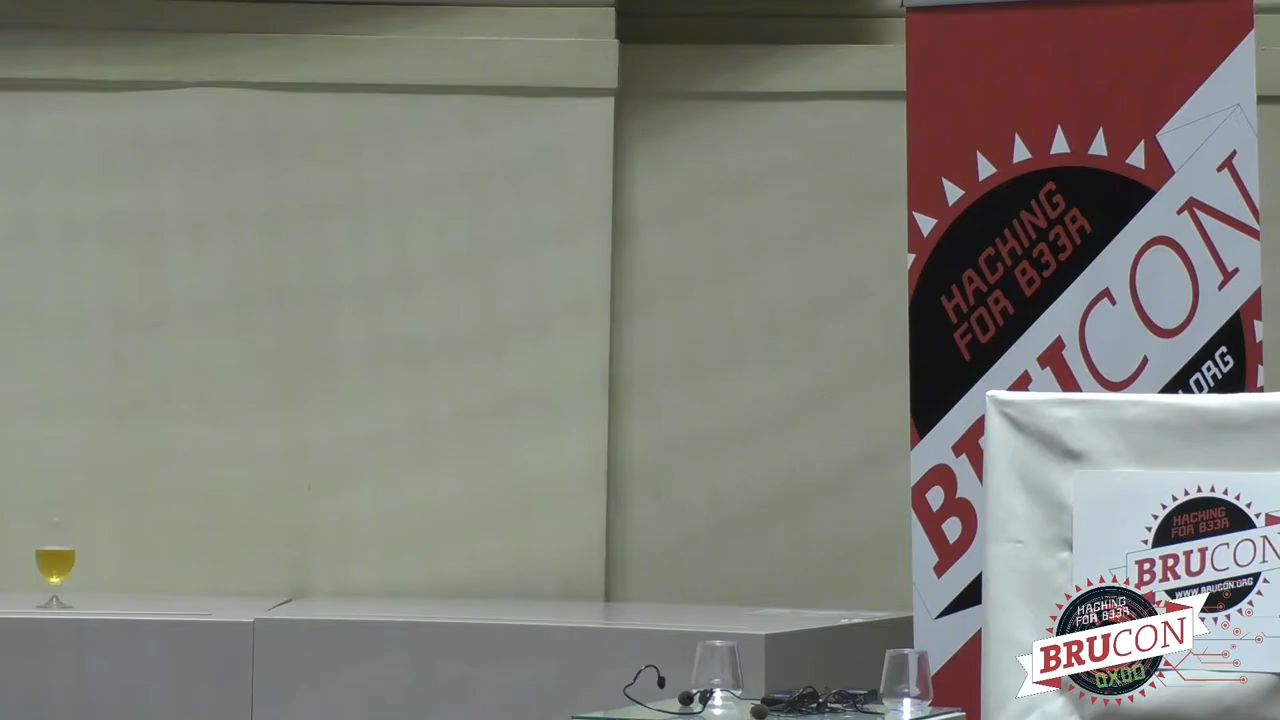 HACKING
FOR B33R
BRUCON
.ORG
HACKING
FOR B33R
BRUCON
WWW.BRUCON.ORG
HACKING
FOR B33R
BRUCON
0X00